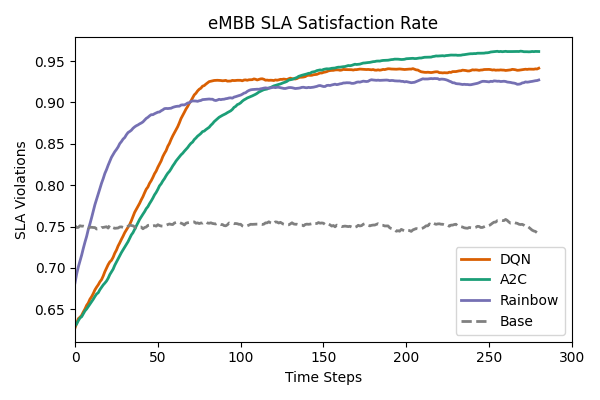 eMBB SLA Satisfaction Rate
SLA Violations
0.95
0.90
0.85
0.80
0.75
0.70
0.65
0 50 100 150 200 250 300
Time Steps
DQN
A2C
Rainbow
Base